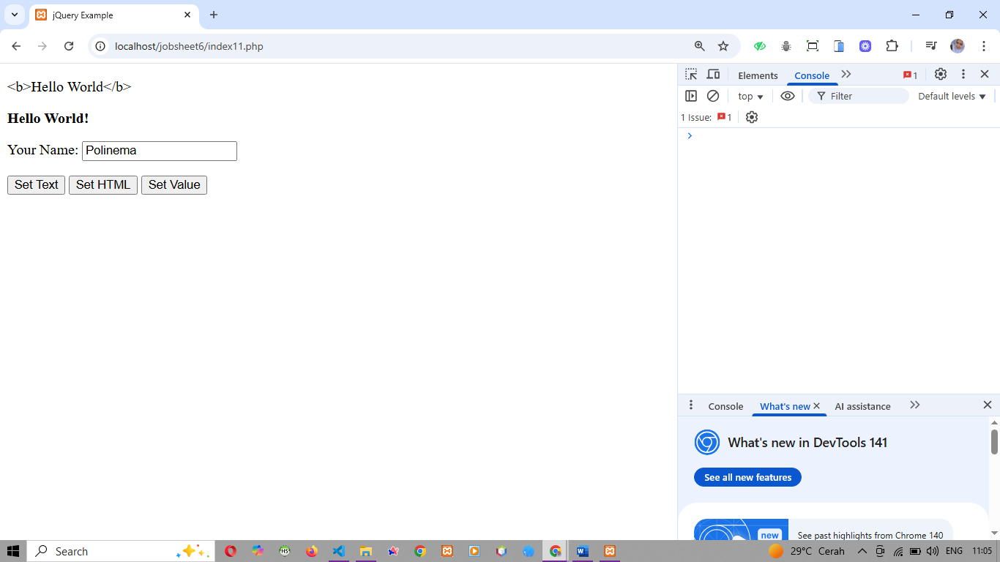 jQuery Example
localhost/jobsheet6/index11.php
<b>Hello World</b>
Hello World!
Your Name: Polinema
Set Text Set HTML Set Value
Elements Console 1
top Filter Default levels
1 Issue: 1
Console What's new AI assistance
What's new in DevTools 141
See all new features
new
See past highlights from Chrome 140
Search
HS
29°C Cerah
ENG
11:05